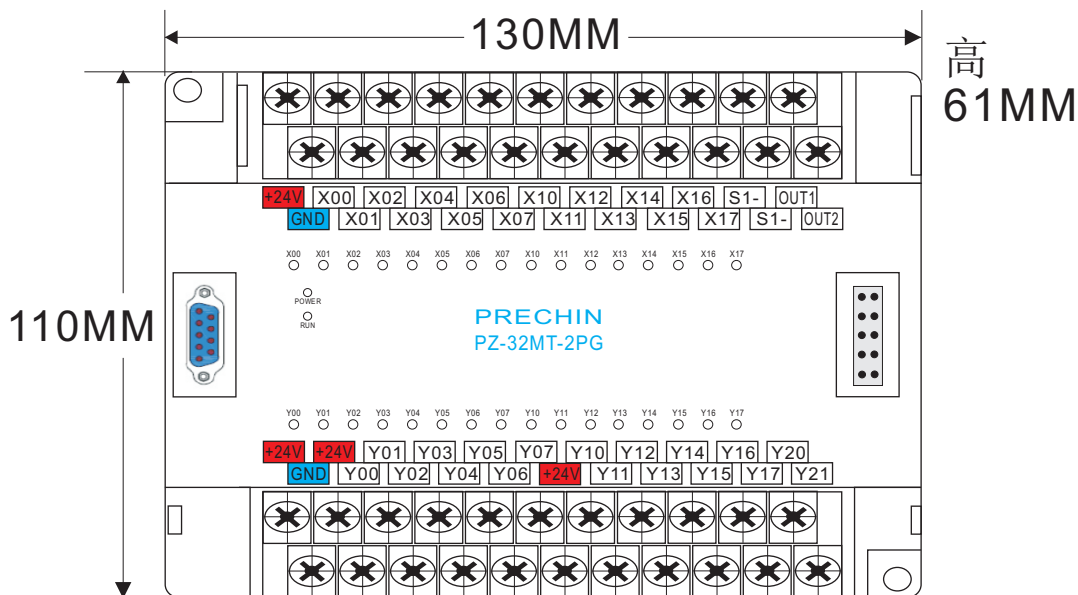 130MM
高
61MM
+24V X00 X02 X04 X06 X10 X12 X14 X16 S1- OUT1
GND X01 X03 X05 X07 X11 X13 X15 X17 S1- OUT2
X00 X01 X02 X03 X04 X05 X06 X07 X10 X11 X12 X13 X14 X15 X16 X17
POWER
RUN
110MM
PRECHIN
PZ-32MT-2PG
Y00 Y01 Y02 Y03 Y04 Y05 Y06 Y07 Y10 Y11 Y12 Y13 Y14 Y15 Y16 Y17
+24V +24V Y01 Y03 Y05 Y07 Y10 Y12 Y14 Y16 Y20
GND Y00 Y02 Y04 Y06 +24V Y11 Y13 Y15 Y17 Y21